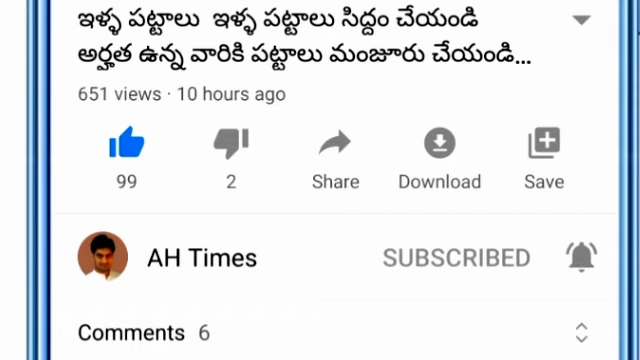 ఇళ్ళ పట్టాలు ఇళ్ళ పట్టాలు సిద్దం చేయండి
అర్హత ఉన్న వారికి పట్టాలు మంజూరు చేయండి...
651 views · 10 hours ago
99 2 Share Download Save
AH Times SUBSCRIBED
Comments 6